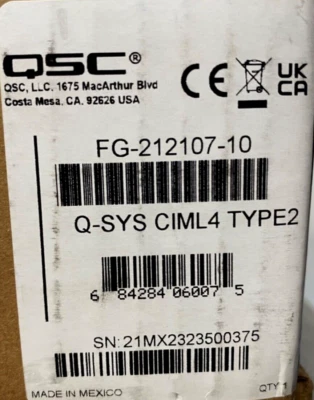 QSC®
QSC, LLC. 1675 MacArthur Blvd
Costa Mesa, CA. 92626 USA
CE
UK
CA
FG-212107-10
Q-SYS CIML4 TYPE2
6 84284 06007 5
SN: 21MX2323500375
MADE IN MEXICO
QTY 1